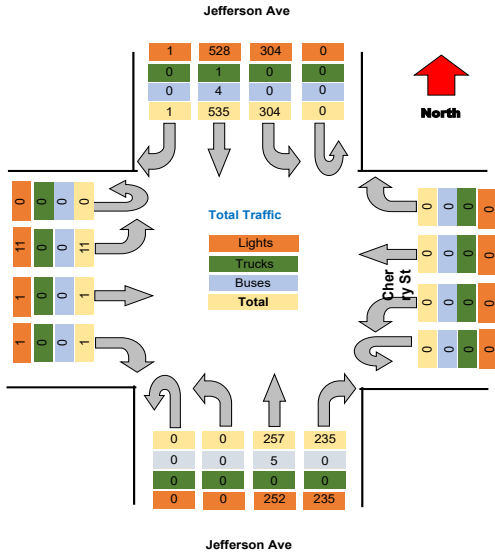 Jefferson Ave
1 528 304 0
0 1 0 0
0 4 0 0
1 535 304 0
North
0 0 0 0
11 0 0 11
1 0 0 1
1 0 0 1
Total Traffic
Lights
Trucks
Buses
Total
0 0 0 0
0 0 0 0
0 0 0 0
0 0 0 0
Cher
ry St
0 0 257 235
0 0 5 0
0 0 0 0
0 0 252 235
Jefferson Ave